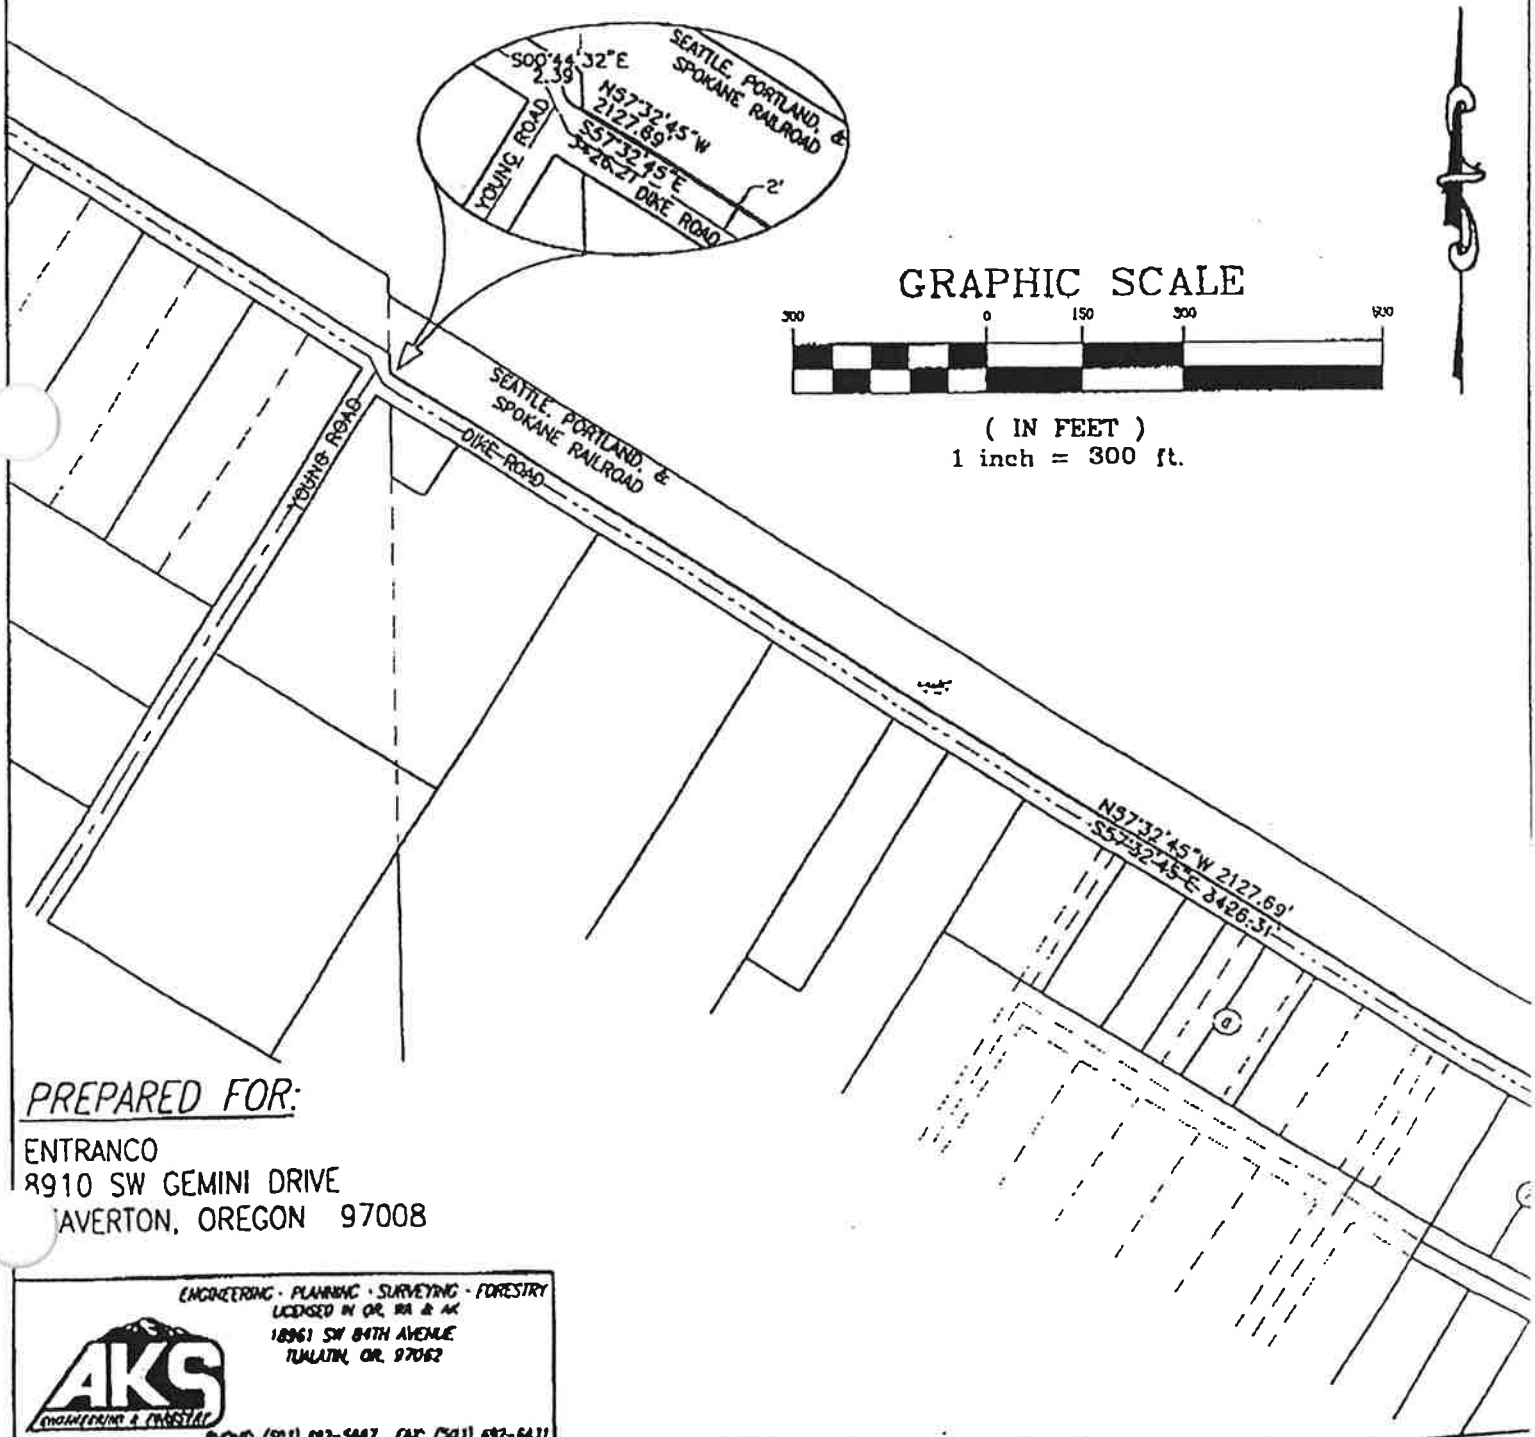 S00°44'32"E
2.39
SEATTLE, PORTLAND, &
SPOKANE RAILROAD
N57°32'45"W
2127.69'
S57°32'45"E
YOUNG ROAD
DIKE ROAD
2'
GRAPHIC SCALE
300 0 150 300 600
( IN FEET )
1 inch = 300 ft.
SEATTLE, PORTLAND, &
SPOKANE RAILROAD
DIKE ROAD
YOUNG ROAD
N57°32'45"W 2127.69'
S57°32'45"E 3426.31'
PREPARED FOR:
ENTRANCO
8910 SW GEMINI DRIVE
AVERTON, OREGON 97008
ENGINEERING · PLANNING · SURVEYING · FORESTRY
LICENSED IN OR, WA & AK
18961 SW 84TH AVENUE
TUALATIN, OR. 97062
AKS
ENGINEERING & FORESTRY